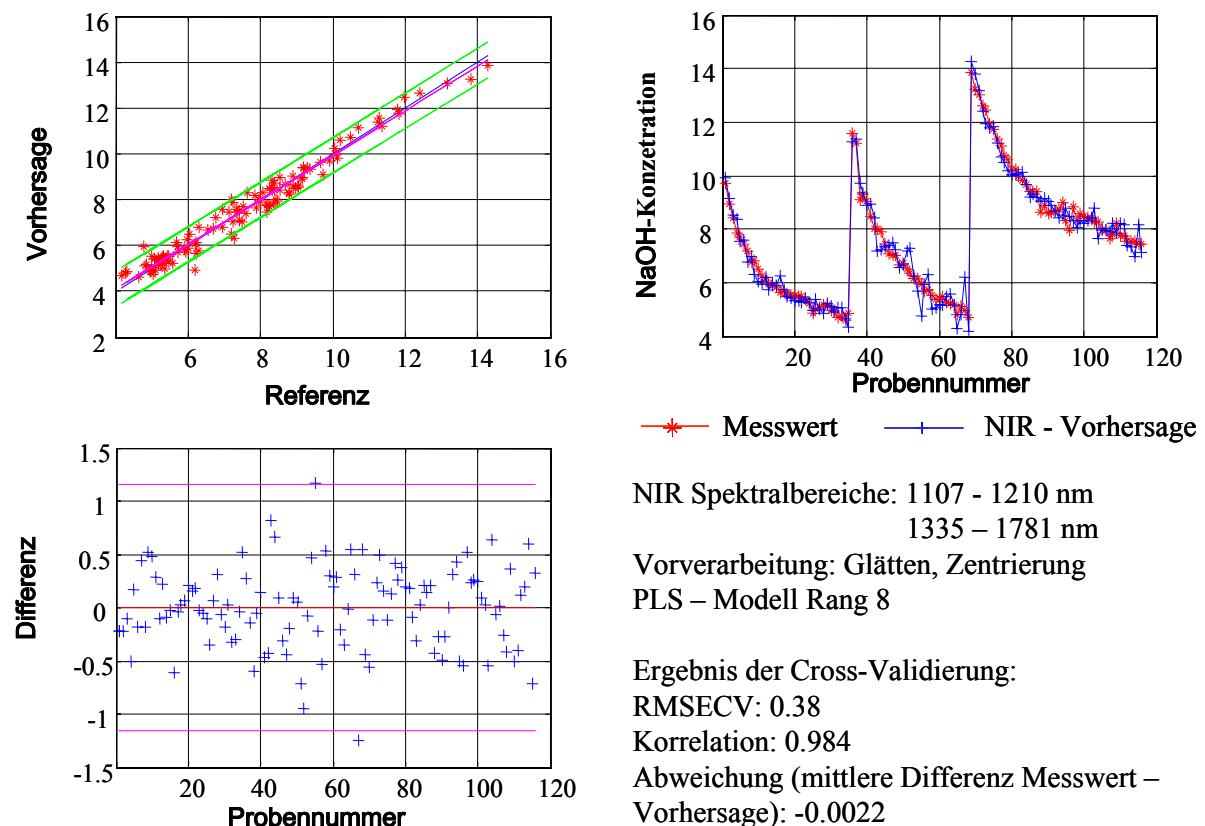 16
14
12
10
8
6
4
2
6
8
10
12
14
16
Vorhersage
Referenz
16
14
12
10
8
6
4
20
40
60
80
100
120
NaOH-Konzetration
Probennummer
Messwert
NIR - Vorhersage
1.5
1
0.5
0
-0.5
-1
-1.5
20
40
60
80
100
120
Differenz
Probennummer
NIR Spektralbereiche: 1107 - 1210 nm
1335 – 1781 nm
Vorverarbeitung: Glätten, Zentrierung
PLS – Modell Rang 8
Ergebnis der Cross-Validierung:
RMSECV: 0.38
Korrelation: 0.984
Abweichung (mittlere Differenz Messwert –
Vorhersage): -0.0022